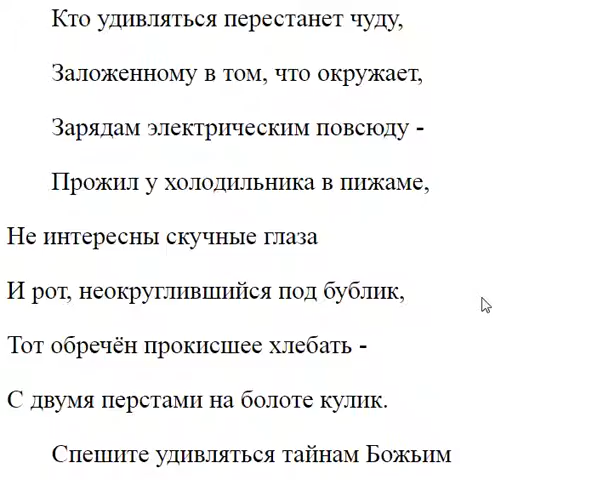 Кто удивляться перестанет чуду,
Заложенному в том, что окружает,
Зарядам электрическим повсюду -
Прожил у холодильника в пижаме,
Не интересны скучные глаза
И рот, неокруглившийся под бублик,
Тот обречён прокисшее хлебать -
С двумя перстами на болоте кулик.
Спешите удивляться тайнам Божьим